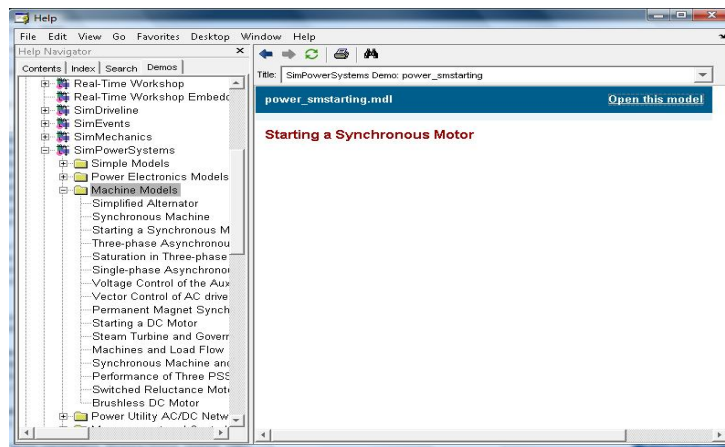 Help
File Edit View Go Favorites Desktop Window Help
Help Navigator
Contents Index Search Demos
Real-Time Workshop
Real-Time Workshop Embedd
SimDriveline
SimEvents
SimMechanics
SimPowerSystems
Simple Models
Power Electronics Models
Machine Models
Simplified Alternator
Synchronous Machine
Starting a Synchronous M
Three-phase Asynchronou
Saturation in Three-phase
Single-phase Asynchronou
Voltage Control of the Aux
Vector Control of AC drive
Permanent Magnet Synch
Starting a DC Motor
Steam Turbine and Govern
Machines and Load Flow
Synchronous Machine and
Performance of Three PSS
Switched Reluctance Moto
Brushless DC Motor
Power Utility AC/DC Netw
Title: SimPowerSystems Demo: power_smstarting
power_smstarting.mdl Open this model
Starting a Synchronous Motor